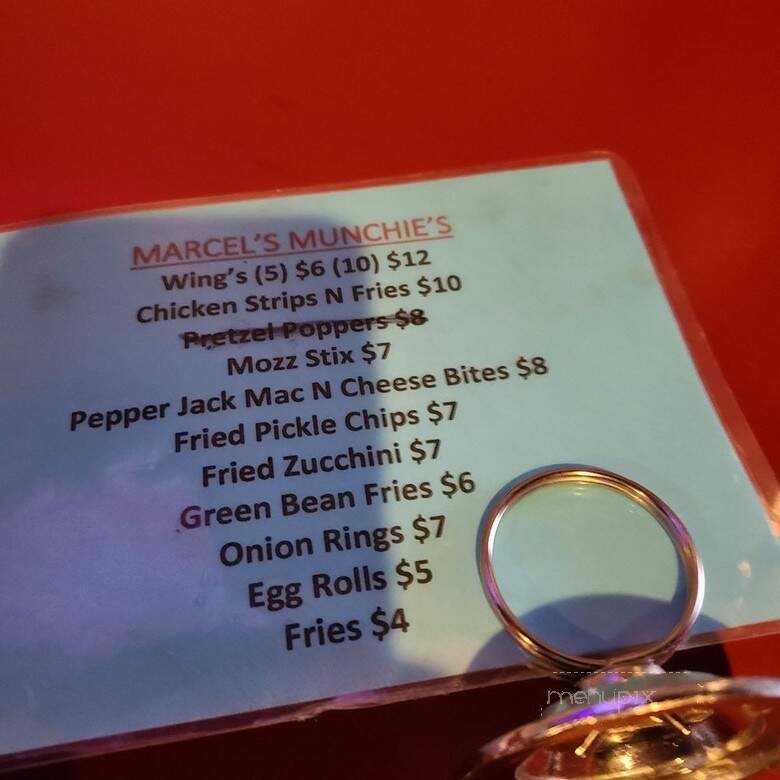 MARCEL'S MUNCHIE'S
Wing's (5) $6 (10) $12
Chicken Strips N Fries $10
Pretzel Poppers $8
Mozz Stix $7
Pepper Jack Mac N Cheese Bites $8
Fried Pickle Chips $7
Fried Zucchini $7
Green Bean Fries $6
Onion Rings $7
Egg Rolls $5
Fries $4
menupix